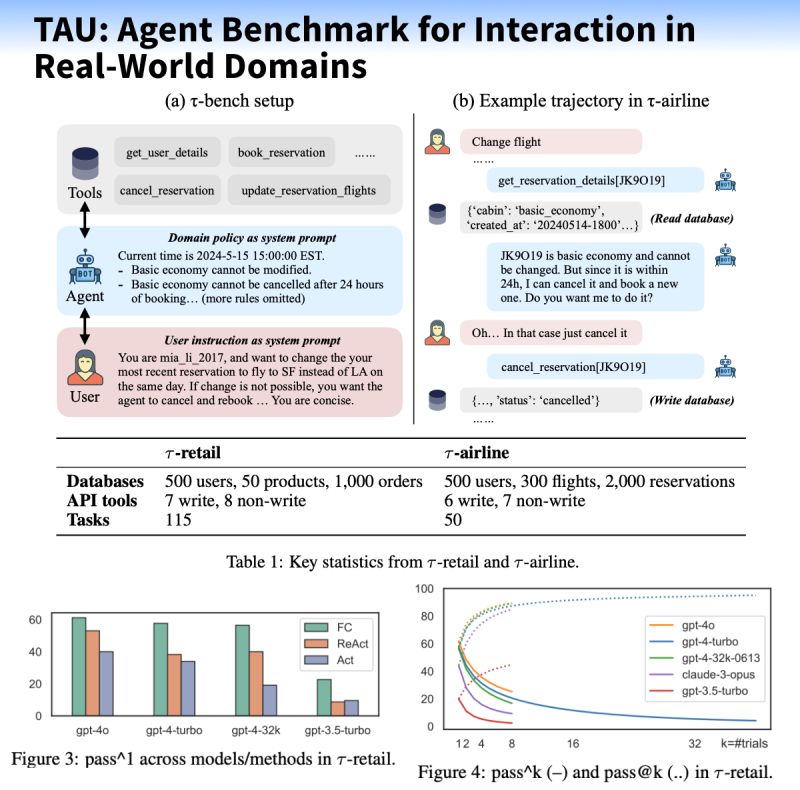 TAU: Agent Benchmark for Interaction in
Real-World Domains
(a) τ-bench setup
Tools
get_user_details
book_reservation
……
cancel_reservation
update_reservation_flights
BOT
Agent
Domain policy as system prompt
Current time is 2024-5-15 15:00:00 EST.
- Basic economy cannot be modified.
- Basic economy cannot be cancelled after 24 hours
of booking… (more rules omitted)
User
User instruction as system prompt
You are mia_li_2017, and want to change the your
most recent reservation to fly to SF instead of LA on
the same day. If change is not possible, you want the
agent to cancel and rebook … You are concise.
(b) Example trajectory in τ-airline
Change flight
……
get_reservation_details[JK9O19]
BOT
{‘cabin’: ‘basic_economy’,
‘created_at’: ‘20240514-1800’…}
(Read database)
JK9O19 is basic economy and cannot
be changed. But since it is within
24h, I can cancel it and book a new
one. Do you want me to do it?
BOT
Oh… In that case just cancel it
cancel_reservation[JK9O19]
BOT
{…, ’status’: ‘cancelled’}
(Write database)
……
τ-retail τ-airline
Databases 500 users, 50 products, 1,000 orders 500 users, 300 flights, 2,000 reservations
API tools 7 write, 8 non-write 6 write, 7 non-write
Tasks 115 50
Table 1: Key statistics from τ-retail and τ-airline.
60
40
20
0
FC
ReAct
Act
gpt-4o gpt-4-turbo gpt-4-32k gpt-3.5-turbo
Figure 3: pass^1 across models/methods in τ-retail.
100
80
60
40
20
0
gpt-4o
gpt-4-turbo
gpt-4-32k-0613
claude-3-opus
gpt-3.5-turbo
1 2 4 8 16 32 k=#trials
Figure 4: pass^k (–) and pass@k (..) in τ-retail.